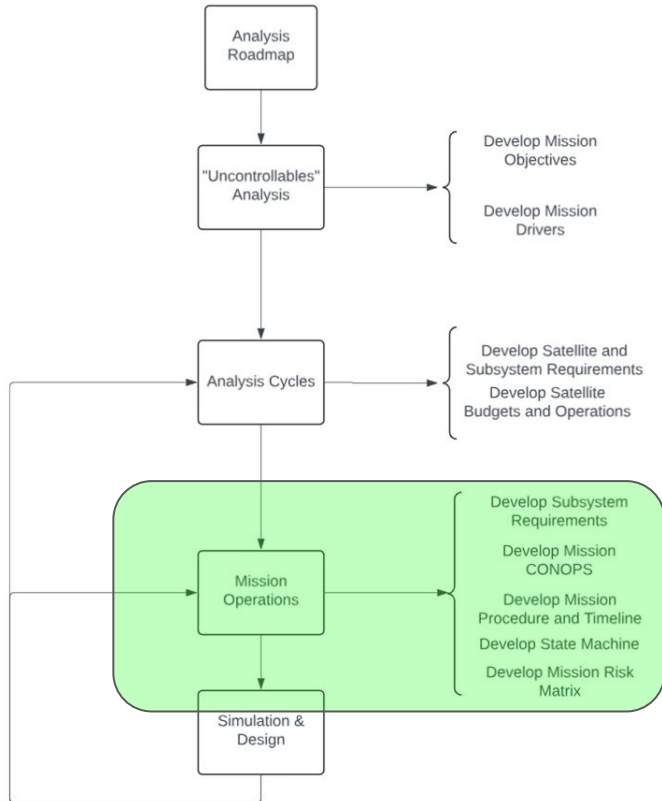 Analysis
Roadmap
"Uncontrollables"
Analysis
Develop Mission
Objectives
Develop Mission
Drivers
Analysis Cycles
Develop Satellite and
Subsystem Requirements
Develop Satellite
Budgets and Operations
Mission
Operations
Develop Subsystem
Requirements
Develop Mission
CONOPS
Develop Mission
Procedure and Timeline
Develop State Machine
Develop Mission Risk
Matrix
Simulation &
Design